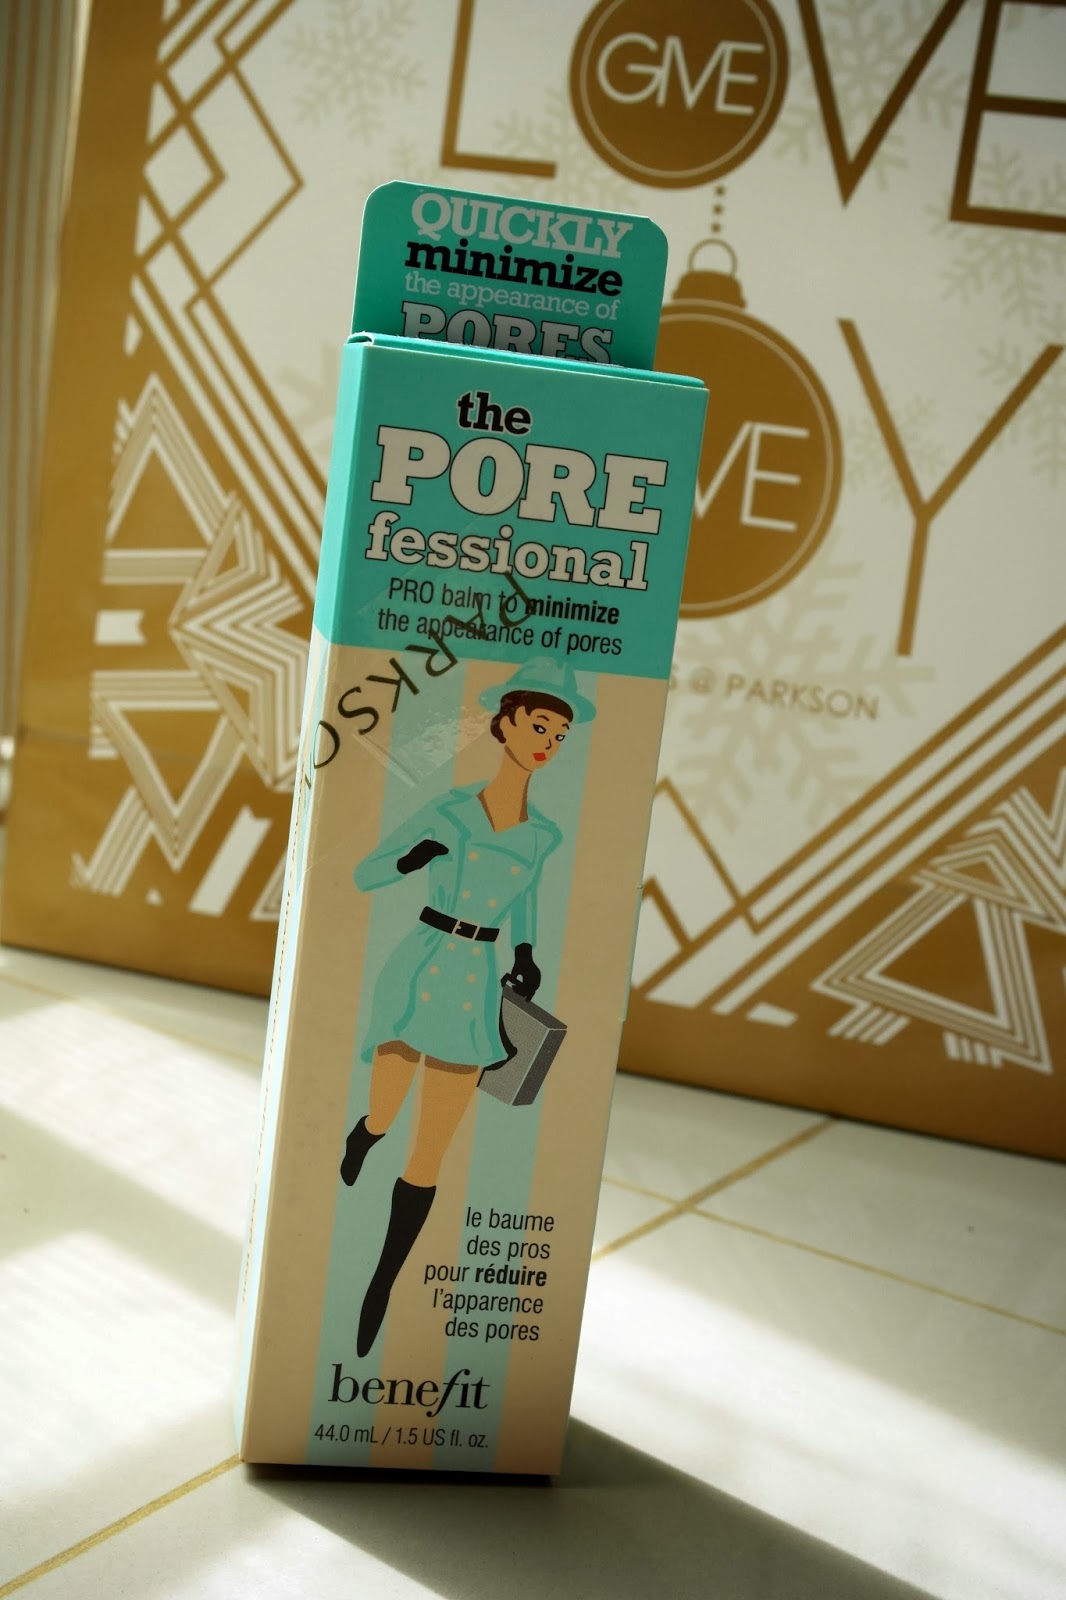 LOVE
GIVE
JOY
S @ PARKSON
QUICKLY
minimize
the appearance of
PORES
the
PORE
fessional
PRO balm to minimize
the appearance of pores
PARKSO
le baume
des pros
pour réduire
l'apparence
des pores
benefit
44.0 mL / 1.5 US fl. oz.